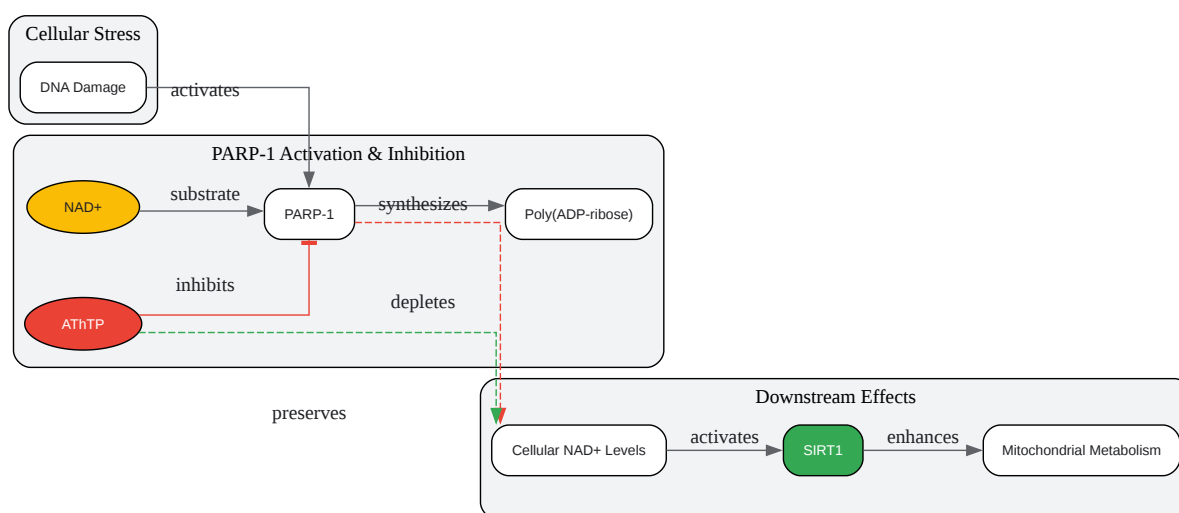 Cellular Stress
DNA Damage
activates
PARP-1 Activation & Inhibition
NAD+
substrate
PARP-1
synthesizes
Poly(ADP-ribose)
inhibits
depletes
AThTP
preserves
Downstream Effects
Cellular NAD+ Levels
activates
SIRT1
enhances
Mitochondrial Metabolism